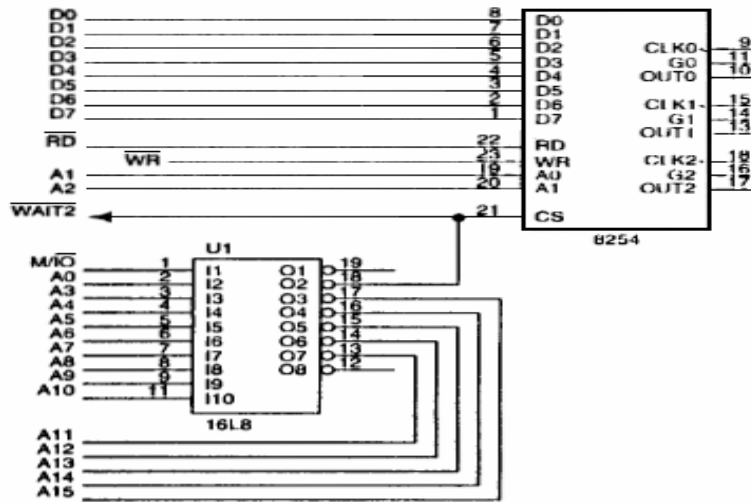 D0 8 D0
D1 7 D1
D2 6 D2 CLK0 9
D3 5 D3 G0 11
D4 4 D4 OUT0 10
D5 3 D5
D6 2 D6 CLK1 15
D7 1 D7 G1 14
OUT1 13
RD 22 RD
WR 23 WR CLK2 18
A1 19 A0 G2 16
A2 20 A1 OUT2 17
WAIT2 21 CS
8254
U1
M/IO 1 I1 O1 19
A0 2 I2 O2 18
A3 3 I3 O3 17
A4 4 I4 O4 16
A5 5 I5 O5 15
A6 6 I6 O6 14
A7 7 I7 O7 13
A8 8 I8 O8 12
A9 9 I9
A10 11 I10
16L8
A11
A12
A13
A14
A15